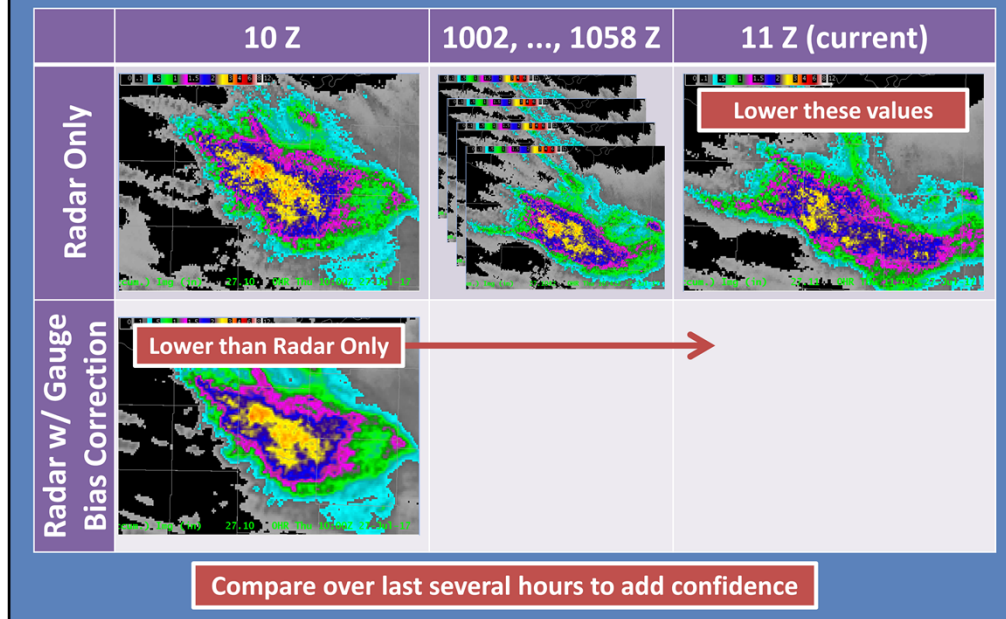 10 Z
1002, ..., 1058 Z
11 Z (current)
Radar Only
Lower these values
Radar w/ Gauge
Bias Correction
Lower than Radar Only
Compare over last several hours to add confidence